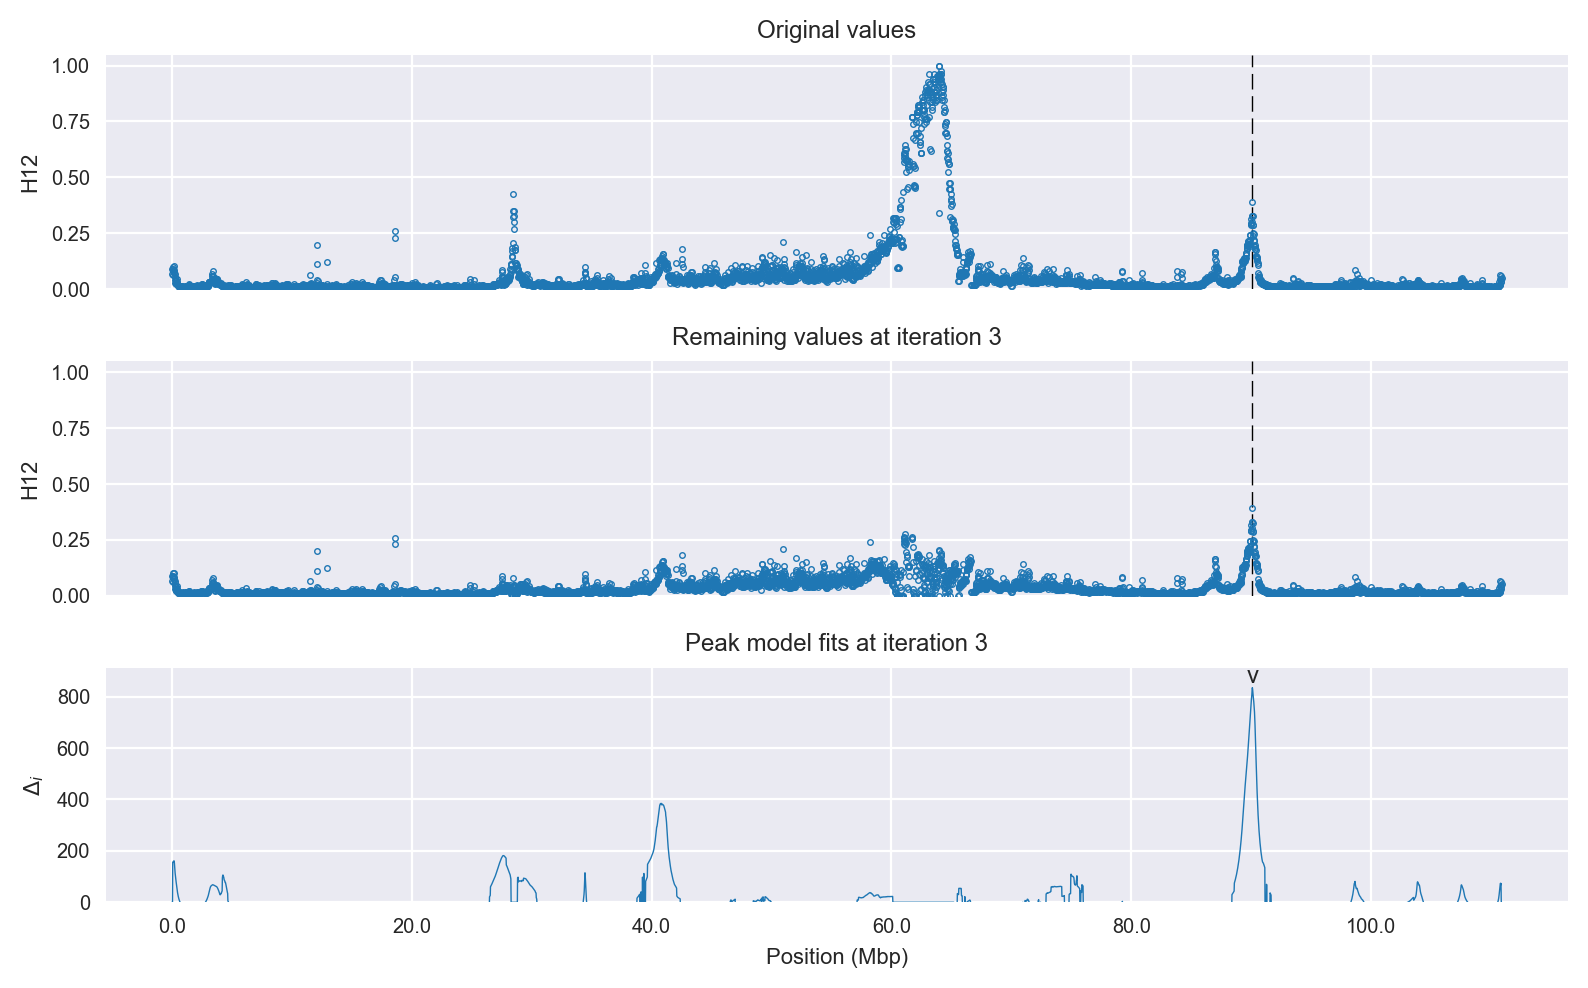 Original values
1.00
0.75
0.50
0.25
0.00
H12
Remaining values at iteration 3
1.00
0.75
0.50
0.25
0.00
H12
Peak model fits at iteration 3
v
800
600
400
200
0
Δi
0.0 20.0 40.0 60.0 80.0 100.0
Position (Mbp)